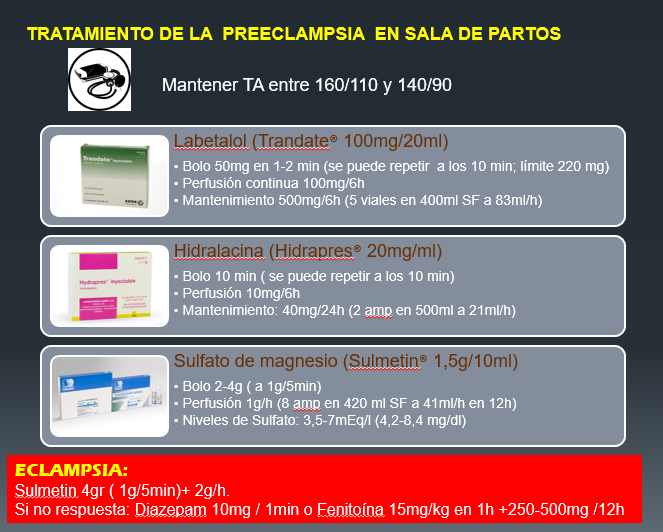 TRATAMIENTO DE LA PREECLAMPSIA EN SALA DE PARTOS
Mantener TA entre 160/110 y 140/90
Trandate inyectable
Labetalol (Trandate® 100mg/20ml)
• Bolo 50mg en 1-2 min (se puede repetir a los 10 min; límite 220 mg)
• Perfusión continua 100mg/6h
• Mantenimiento 500mg/6h (5 viales en 400ml SF a 83ml/h)
Hydrapres inyectable
Hidralacina (Hidrapres® 20mg/ml)
• Bolo 10 min ( se puede repetir a los 10 min)
• Perfusión 10mg/6h
• Mantenimiento: 40mg/24h (2 amp en 500ml a 21ml/h)
Sulfato de magnesio (Sulmetin® 1,5g/10ml)
• Bolo 2-4g ( a 1g/5min)
• Perfusión 1g/h (8 amp en 420 ml SF a 41ml/h en 12h)
• Niveles de Sulfato: 3,5-7mEq/l (4,2-8,4 mg/dl)
ECLAMPSIA:
Sulmetin 4gr ( 1g/5min)+ 2g/h.
Si no respuesta: Diazepam 10mg / 1min o Fenitoína 15mg/kg en 1h +250-500mg /12h